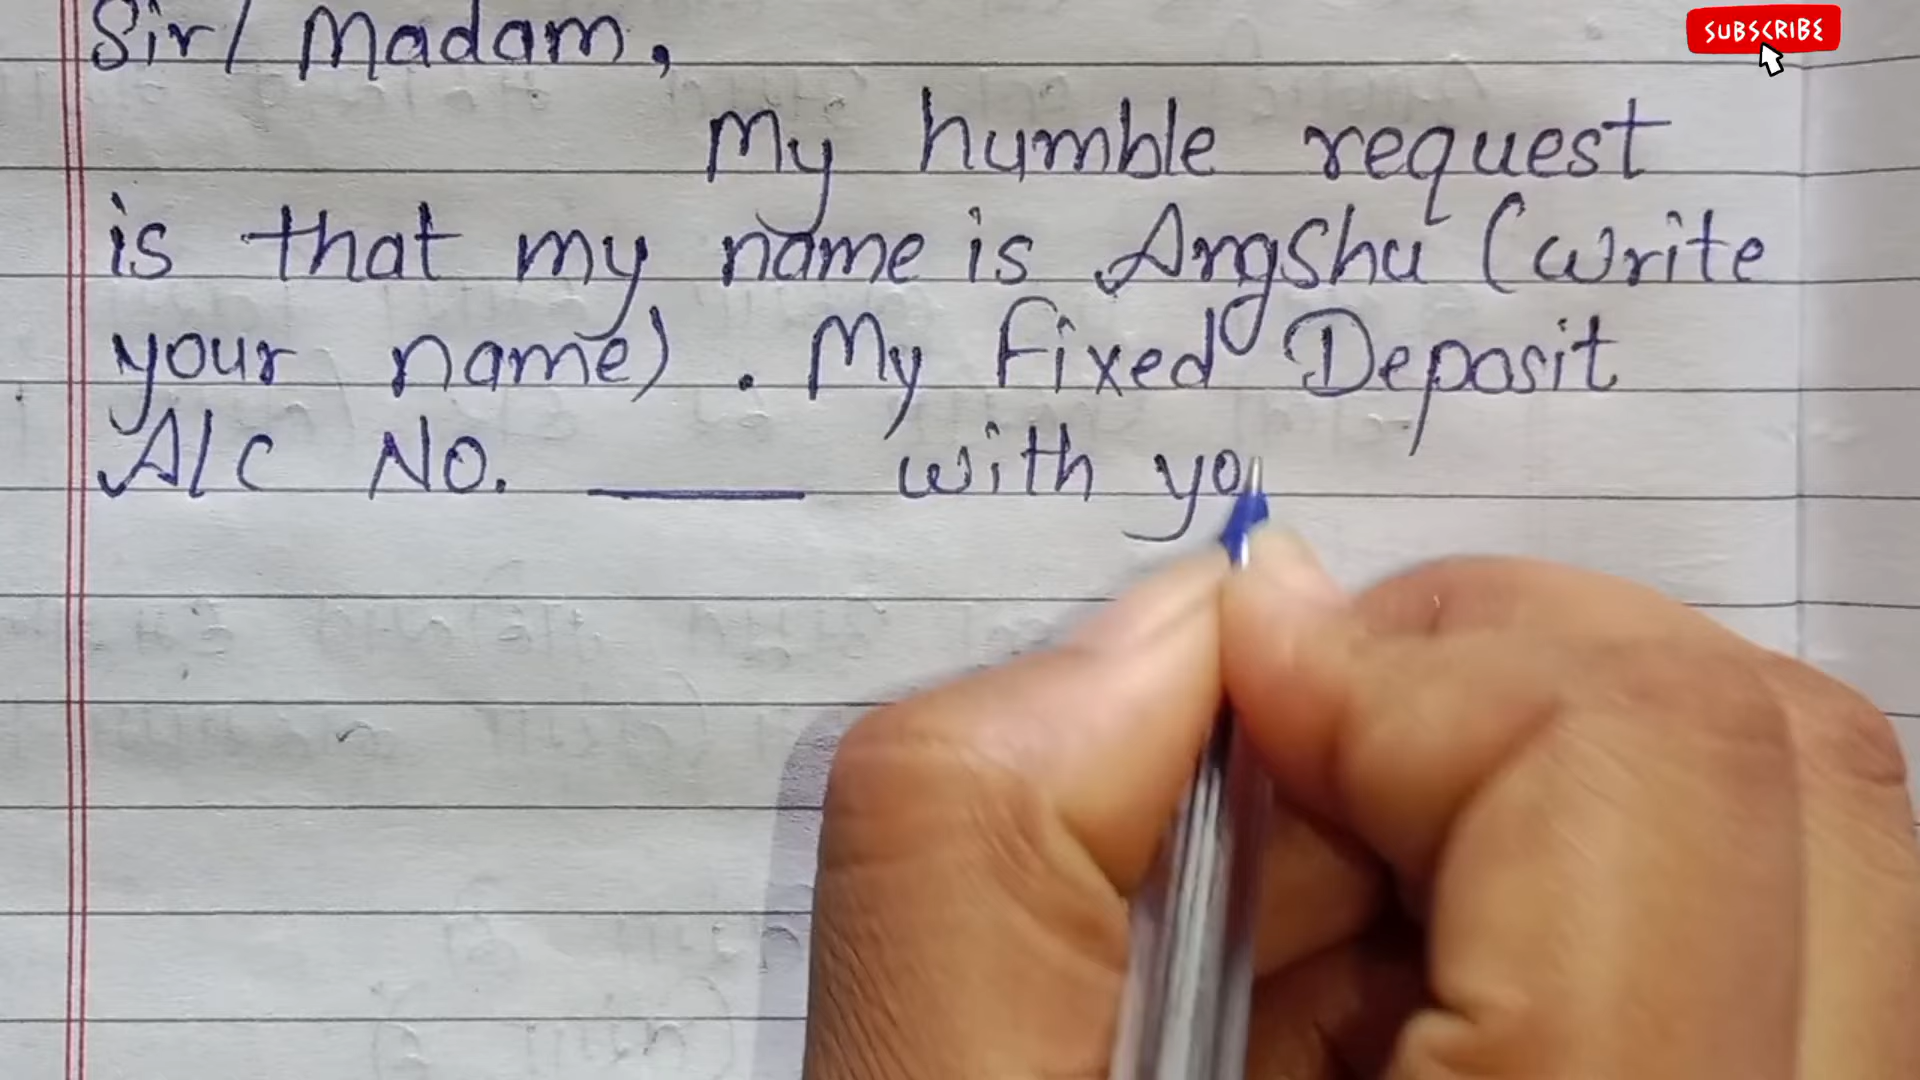 SUBSCRIBE
Sir/ Madam,
My humble request
is that my name is Angshu (Write
your name). My Fixed Deposit
A/C No. ______ with yo